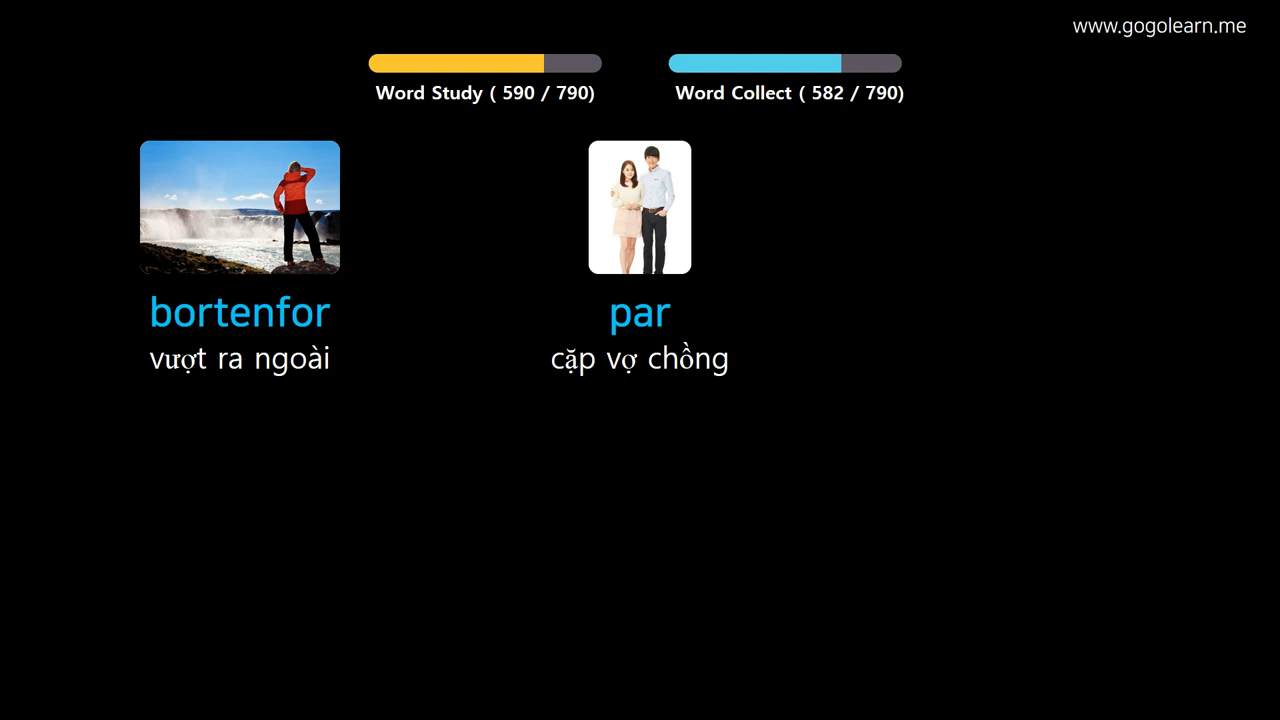 www.gogolearn.me
Word Study ( 590 / 790)
Word Collect ( 582 / 790)
bortenfor
par
vượt ra ngoài
cặp vợ chồng